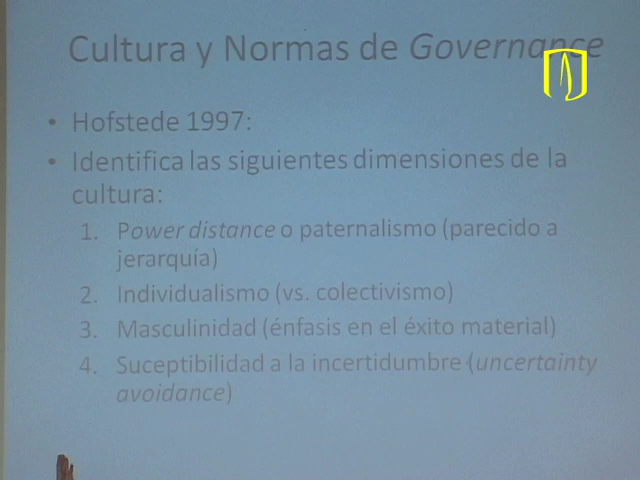 Cultura y Normas de Governance
• Hofstede 1997:
• Identifica las siguientes dimensiones de la
cultura:
1. Power distance o paternalismo (parecido a
jerarquía)
2. Individualismo (vs. colectivismo)
3. Masculinidad (énfasis en el éxito material)
4. Suceptibilidad a la incertidumbre (uncertainty
avoidance)